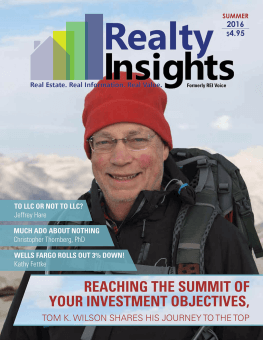 SUMMER
2016
$4.95
Realty
Insights
Real Estate. Real Information. Real Voice.
Formerly REI Voice
TO LLC OR NOT TO LLC?
Jeffrey Hare
MUCH ADO ABOUT NOTHING
Christopher Thornberg, PhD
WELLS FARGO ROLLS OUT 3% DOWN!
Kathy Fettke
REACHING THE SUMMIT OF
YOUR INVESTMENT OBJECTIVES,
TOM K. WILSON SHARES HIS JOURNEY TO THE TOP